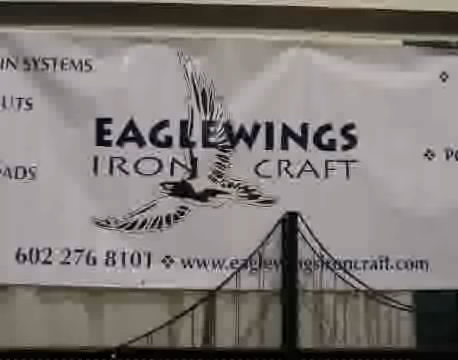 IN SYSTEMS
UTS
EAGLEWINGS
IRON CRAFT
ADS
602 276 8101 ❖ www.eaglewingsironcraft.com